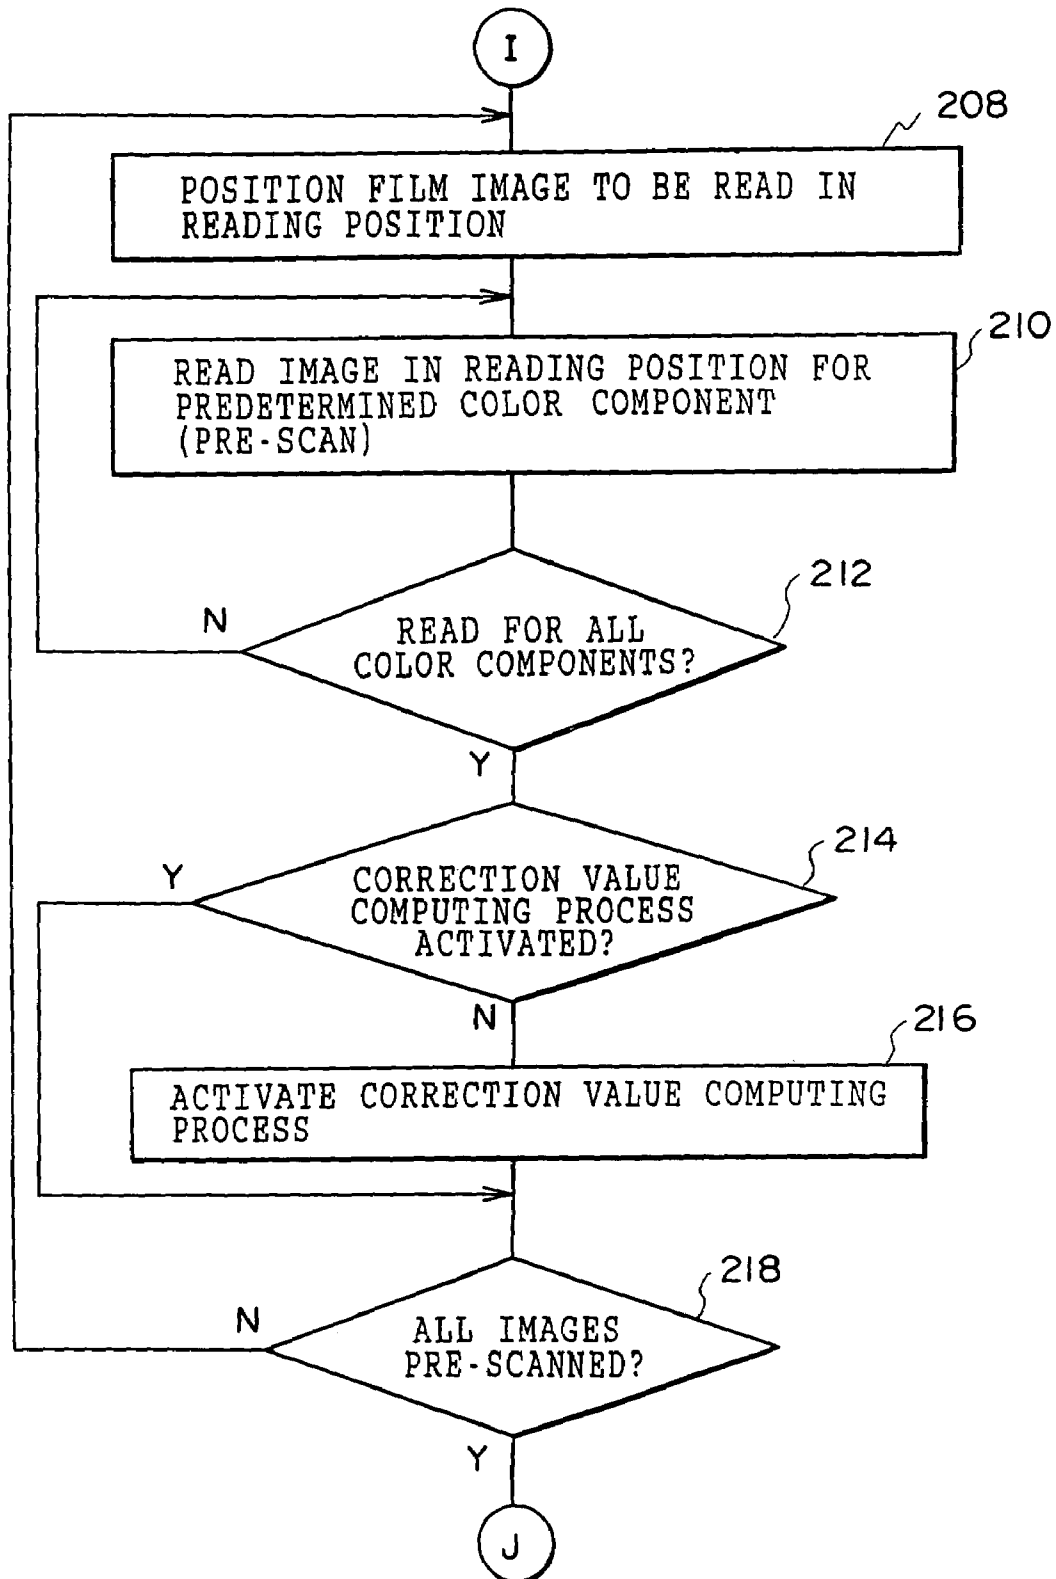 I
208
POSITION FILM IMAGE TO BE READ IN
READING POSITION
210
READ IMAGE IN READING POSITION FOR
PREDETERMINED COLOR COMPONENT
(PRE-SCAN)
212
N
READ FOR ALL
COLOR COMPONENTS?
Y
214
Y
CORRECTION VALUE
COMPUTING PROCESS
ACTIVATED?
N
216
ACTIVATE CORRECTION VALUE COMPUTING
PROCESS
218
N
ALL IMAGES
PRE-SCANNED?
Y
J